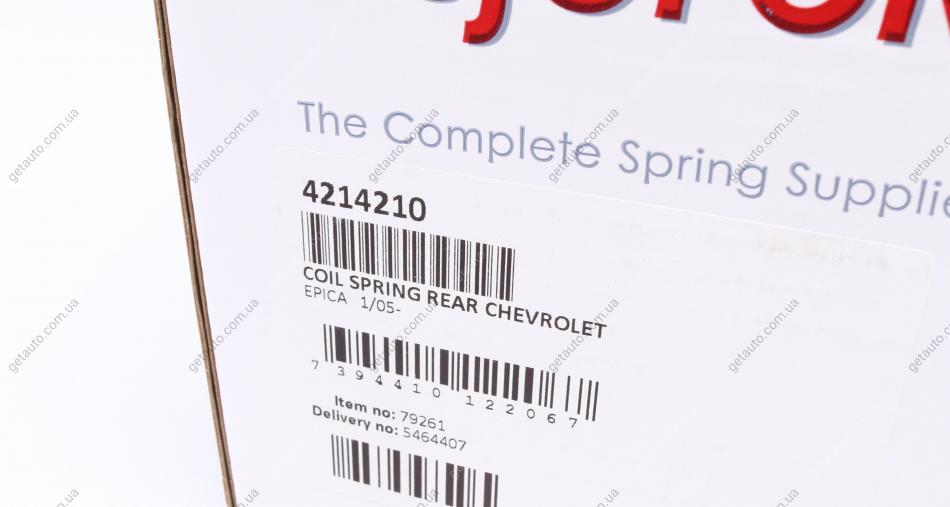 The Complete Spring
4214210
COIL SPRING REAR CHEVROLET
EPICA 1/05-
7 394410 122067
Item no: 79261
Delivery no: 5464407
getauto.com.ua